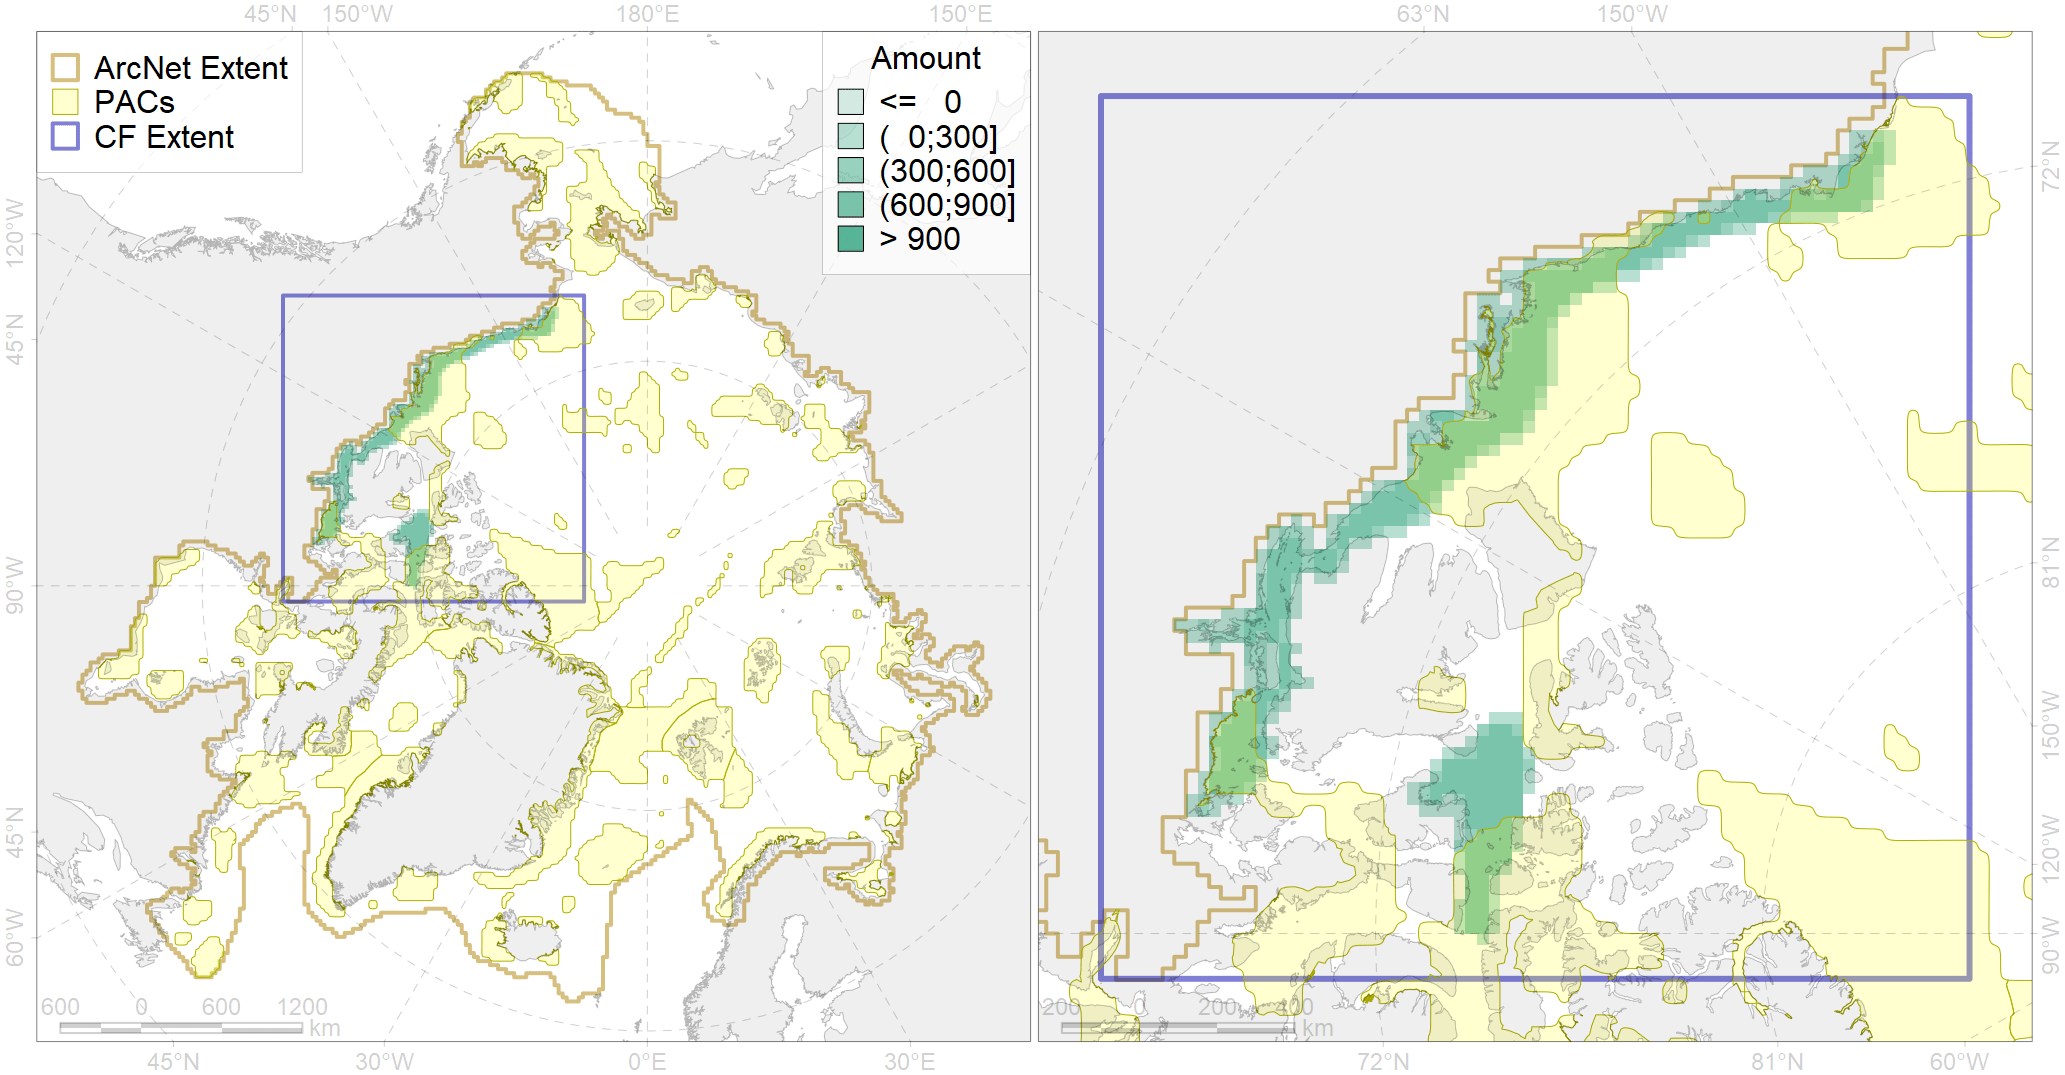 45°N 150°W 180°E 150°E 63°N 150°W
ArcNet Extent
PACs
CF Extent
Amount
<= 0
( 0;300]
(300;600]
(600;900]
> 900
120°W
45°N
90°W
45°N
60°W
72°N
81°N
150°W
120°W
90°W
600 0 600 1200
km
200 0 200 400
km
45°N 30°W 0°E 30°E 72°N 81°N 60°W